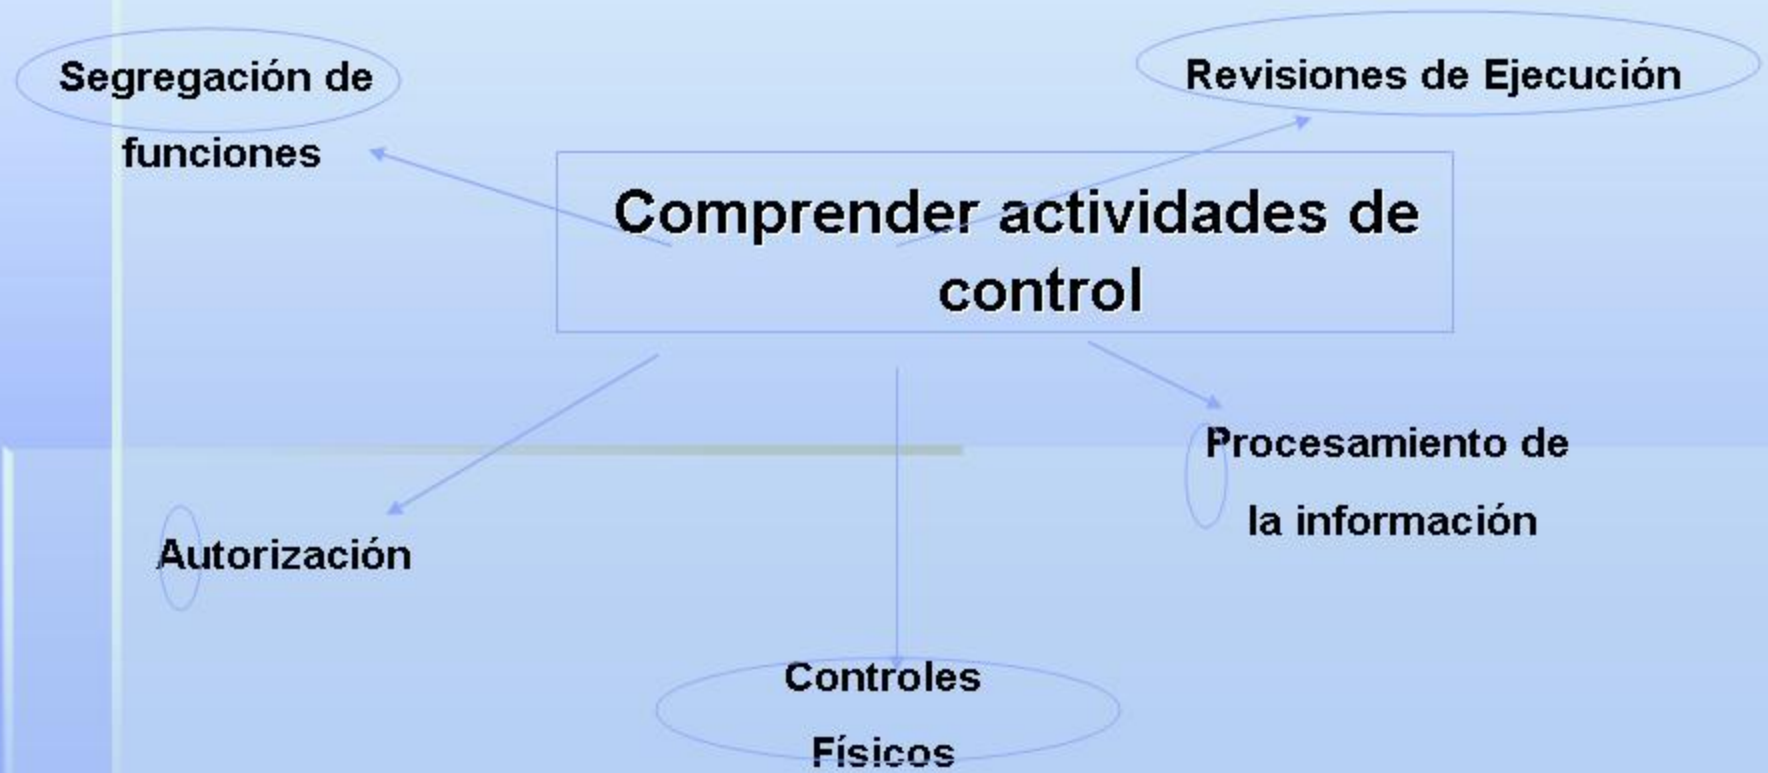 Segregación de
funciones
Revisiones de Ejecución
Comprender actividades de
control
Procesamiento de
la información
Autorización
Controles
Físicos